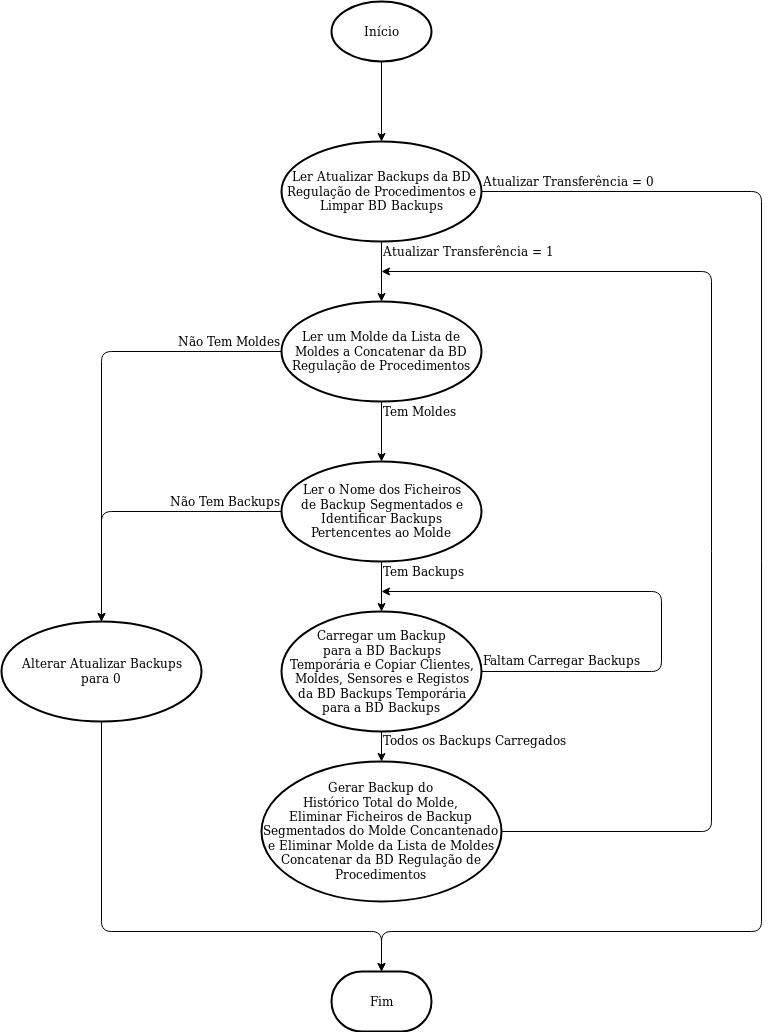 Início
Ler Atualizar Backups da BD
Regulação de Procedimentos e
Limpar BD Backups
Atualizar Transferência = 0
Atualizar Transferência = 1
Ler um Molde da Lista de
Moldes a Concatenar da BD
Regulação de Procedimentos
Não Tem Moldes
Tem Moldes
Ler o Nome dos Ficheiros
de Backup Segmentados e
Identificar Backups
Pertencentes ao Molde
Não Tem Backups
Tem Backups
Carregar um Backup
para a BD Backups
Temporária e Copiar Clientes,
Moldes, Sensores e Registos
da BD Backups Temporária
para a BD Backups
Faltam Carregar Backups
Alterar Atualizar Backups
para 0
Todos os Backups Carregados
Gerar Backup do
Histórico Total do Molde,
Eliminar Ficheiros de Backup
Segmentados do Molde Concantenado
e Eliminar Molde da Lista de Moldes
Concatenar da BD Regulação de
Procedimentos
Fim